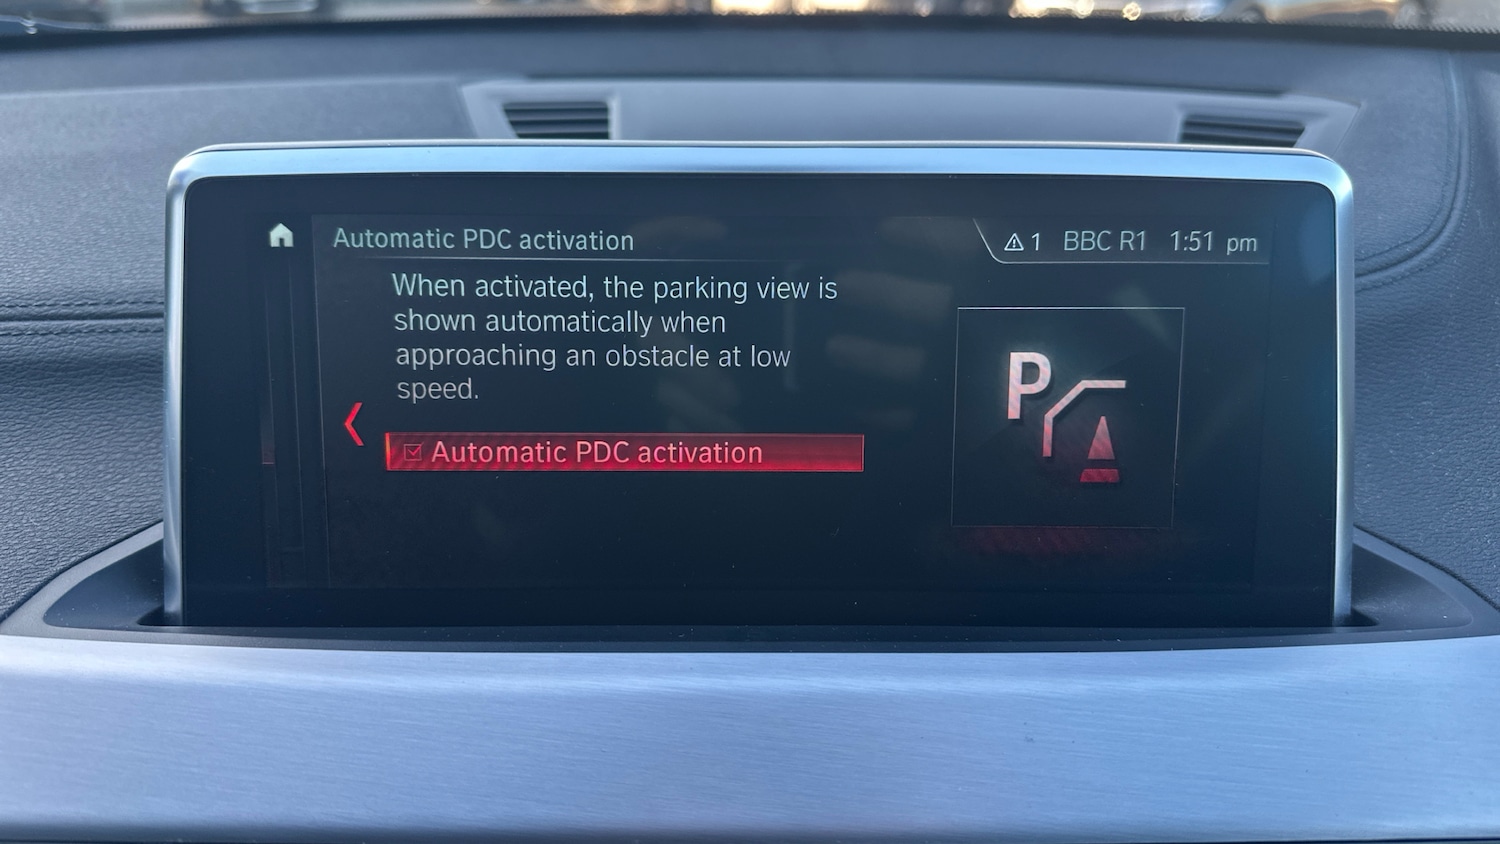 Automatic PDC activation
1 BBC R1 1:51 pm
When activated, the parking view is
shown automatically when
approaching an obstacle at low
speed.
Automatic PDC activation
P